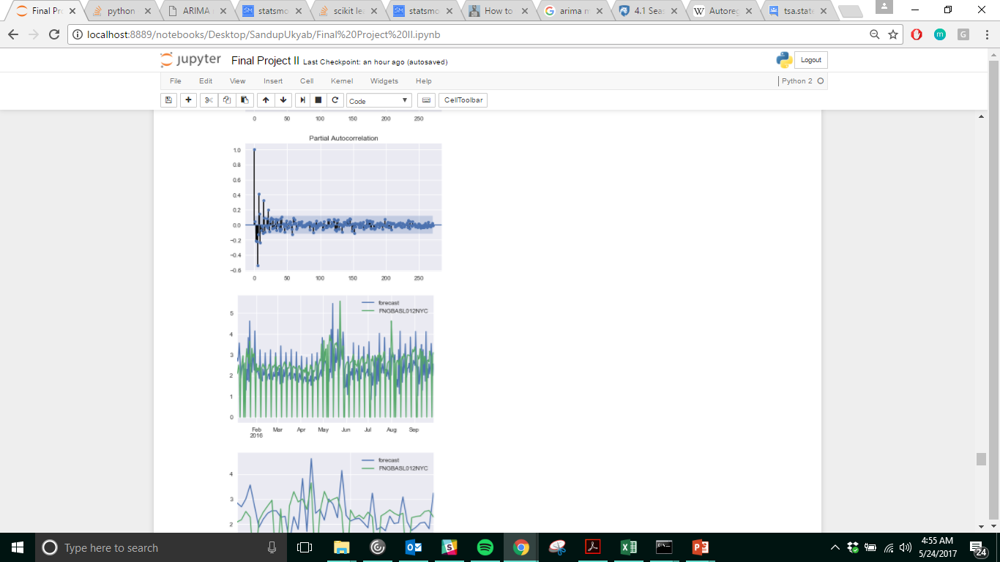 Final Pr
python
ARIMA
statsmo
scikit le
statsmo
How to
arima m
4.1 Seas
Autoreg
tsa.state
localhost:8889/notebooks/Desktop/SandupUkyab/Final%20Project%20II.ipynb
jupyter Final Project II Last Checkpoint: an hour ago (autosaved)
Logout
File Edit View Insert Cell Kernel Widgets Help
Python 2
Code
CellToolbar
0 50 100 150 200 250
Partial Autocorrelation
1.0
0.8
0.6
0.4
0.2
0.0
−0.2
−0.4
−0.6
0 50 100 150 200 250
forecast
FNGBASL012NYC
5
4
3
2
1
0
Feb Mar Apr May Jun Jul Aug Sep
2016
forecast
FNGBASL012NYC
4
3
2
Type here to search
4:55 AM
5/24/2017
24